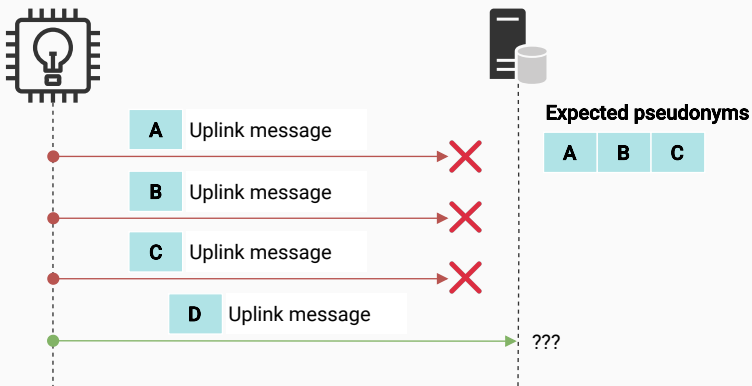 Expected pseudonyms
A B C
A Uplink message
B Uplink message
C Uplink message
D Uplink message
???